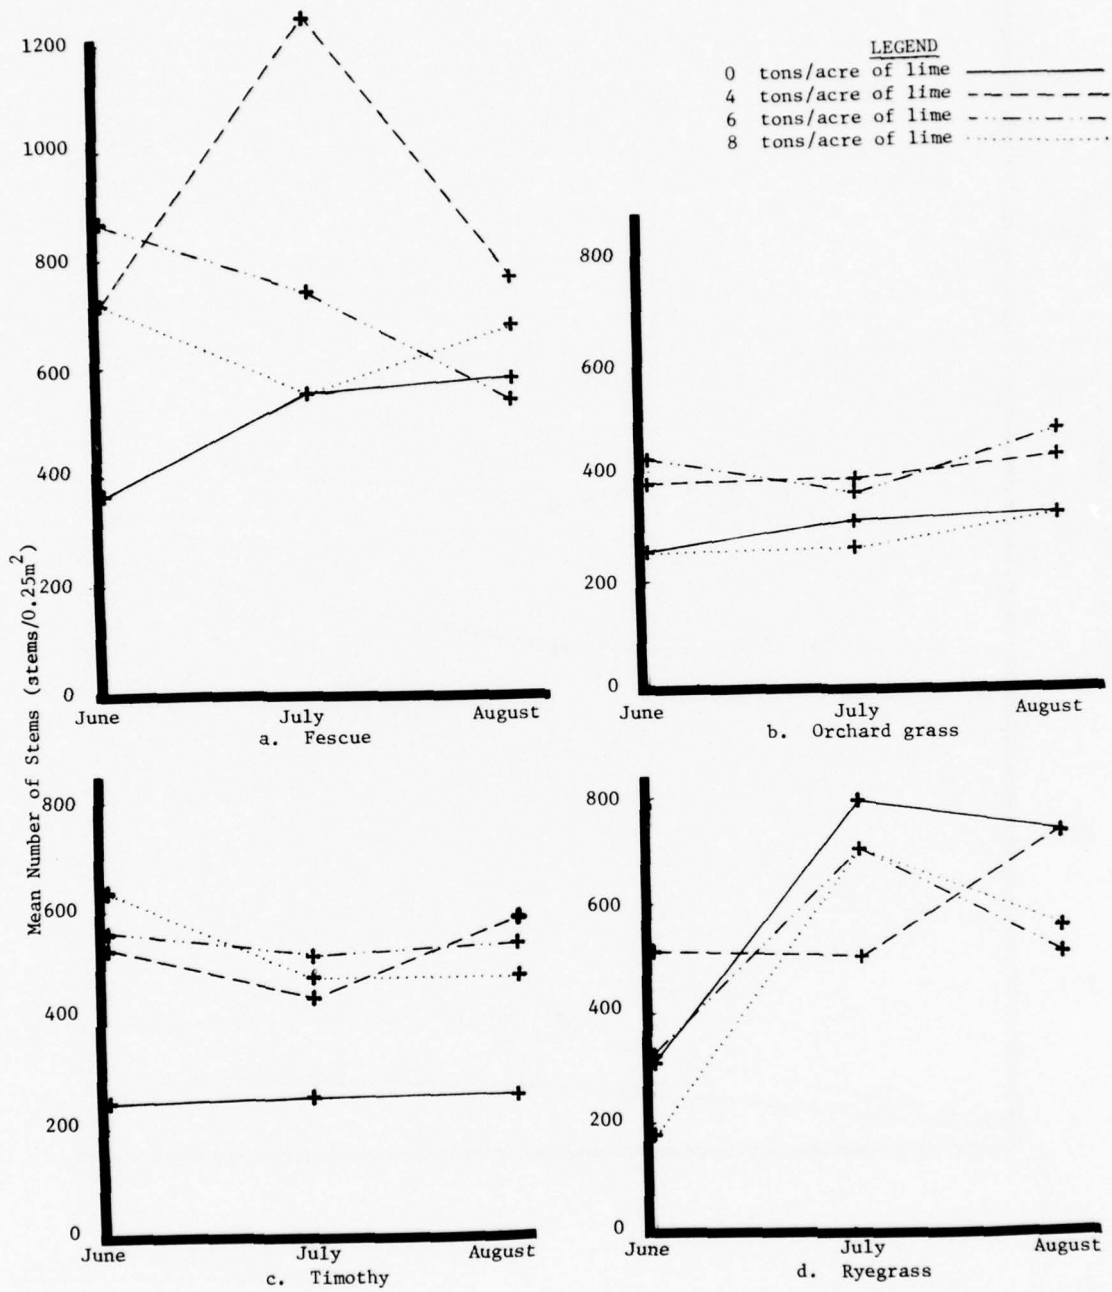 LEGEND
0 tons/acre of lime
4 tons/acre of lime
6 tons/acre of lime
8 tons/acre of lime
Mean Number of Stems (stems/0.25m²)
1200
1000
800
600
400
200
0
June July August
a. Fescue
800
600
400
200
0
June July August
b. Orchard grass
800
600
400
200
0
June July August
c. Timothy
800
600
400
200
0
June July August
d. Ryegrass